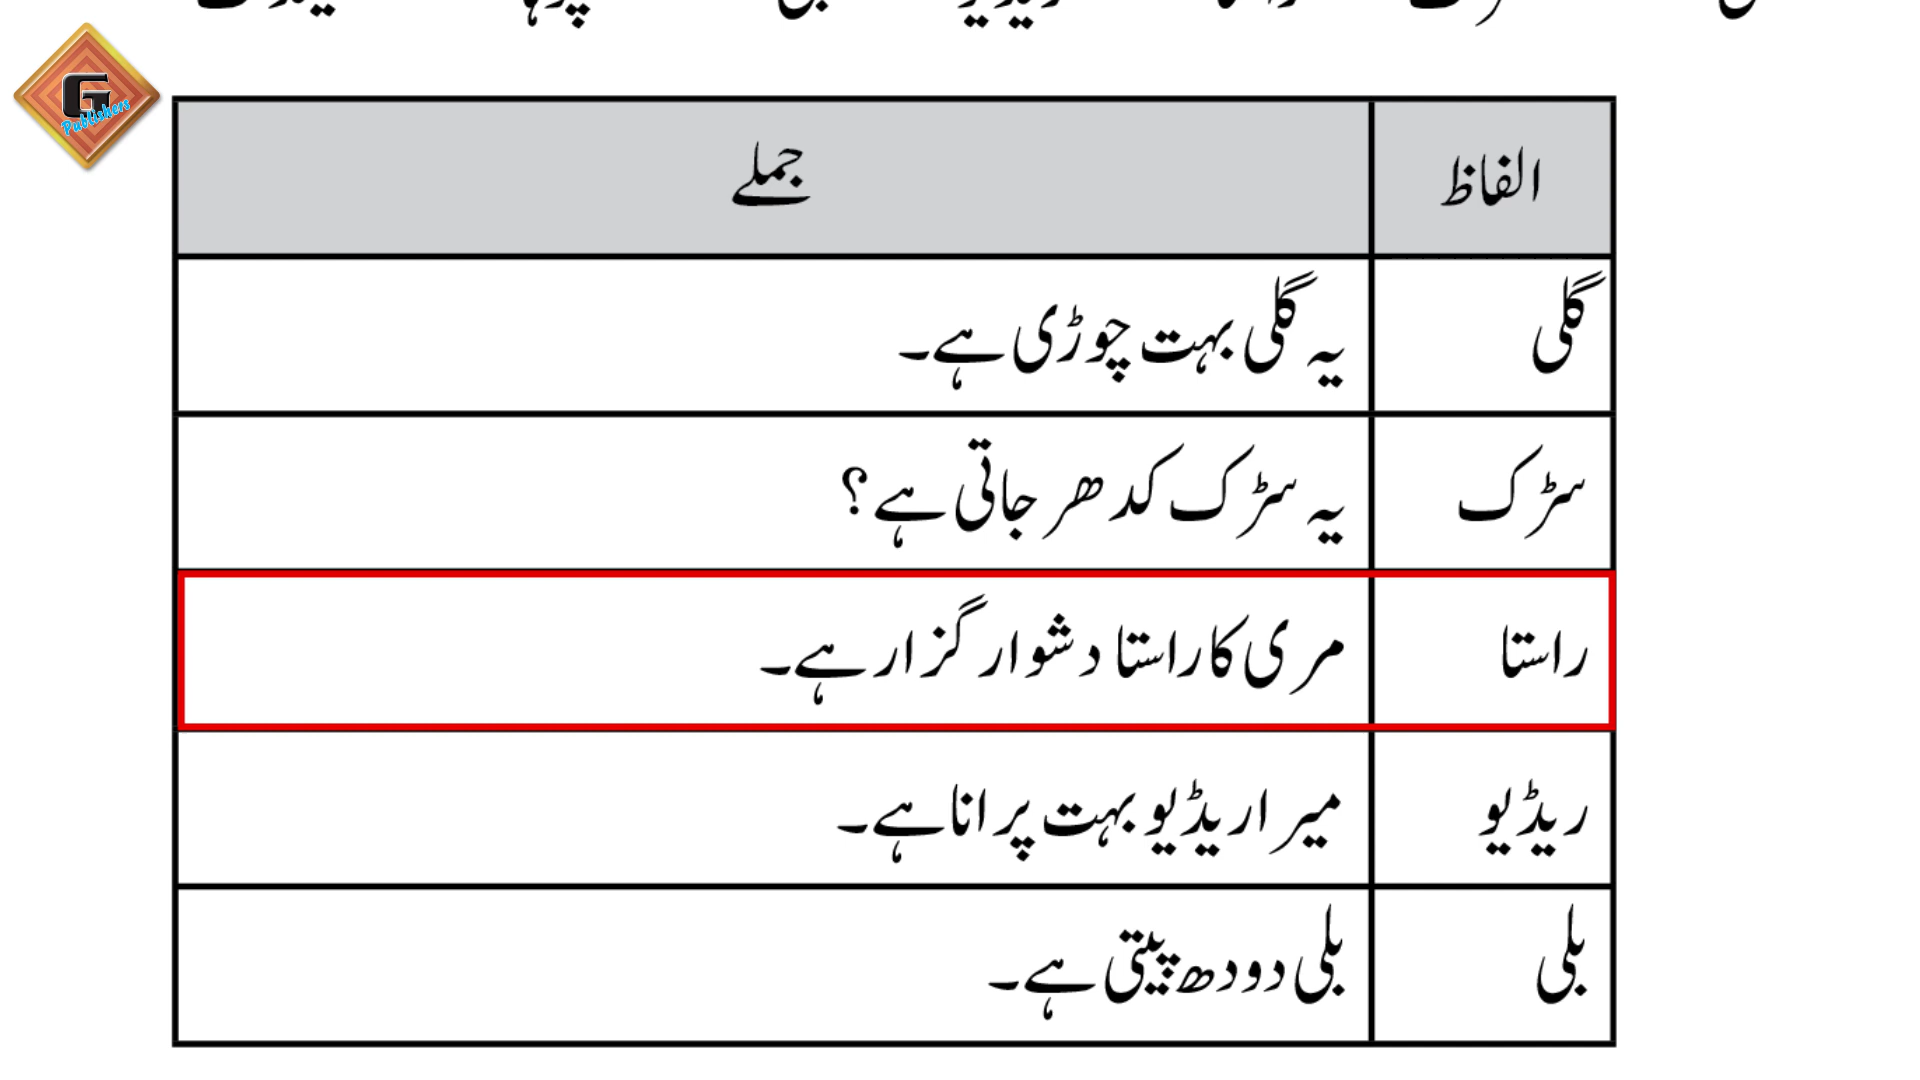 G
Publishers
الفاظ جملے
گلی یہ گلی بہت چوڑی ہے۔
سڑک یہ سڑک کدھر جاتی ہے؟
راستا مری کا راستا دشوار گزار ہے۔
ریڈیو میرا ریڈیو بہت پرانا ہے۔
بلی بلی دودھ پیتی ہے۔